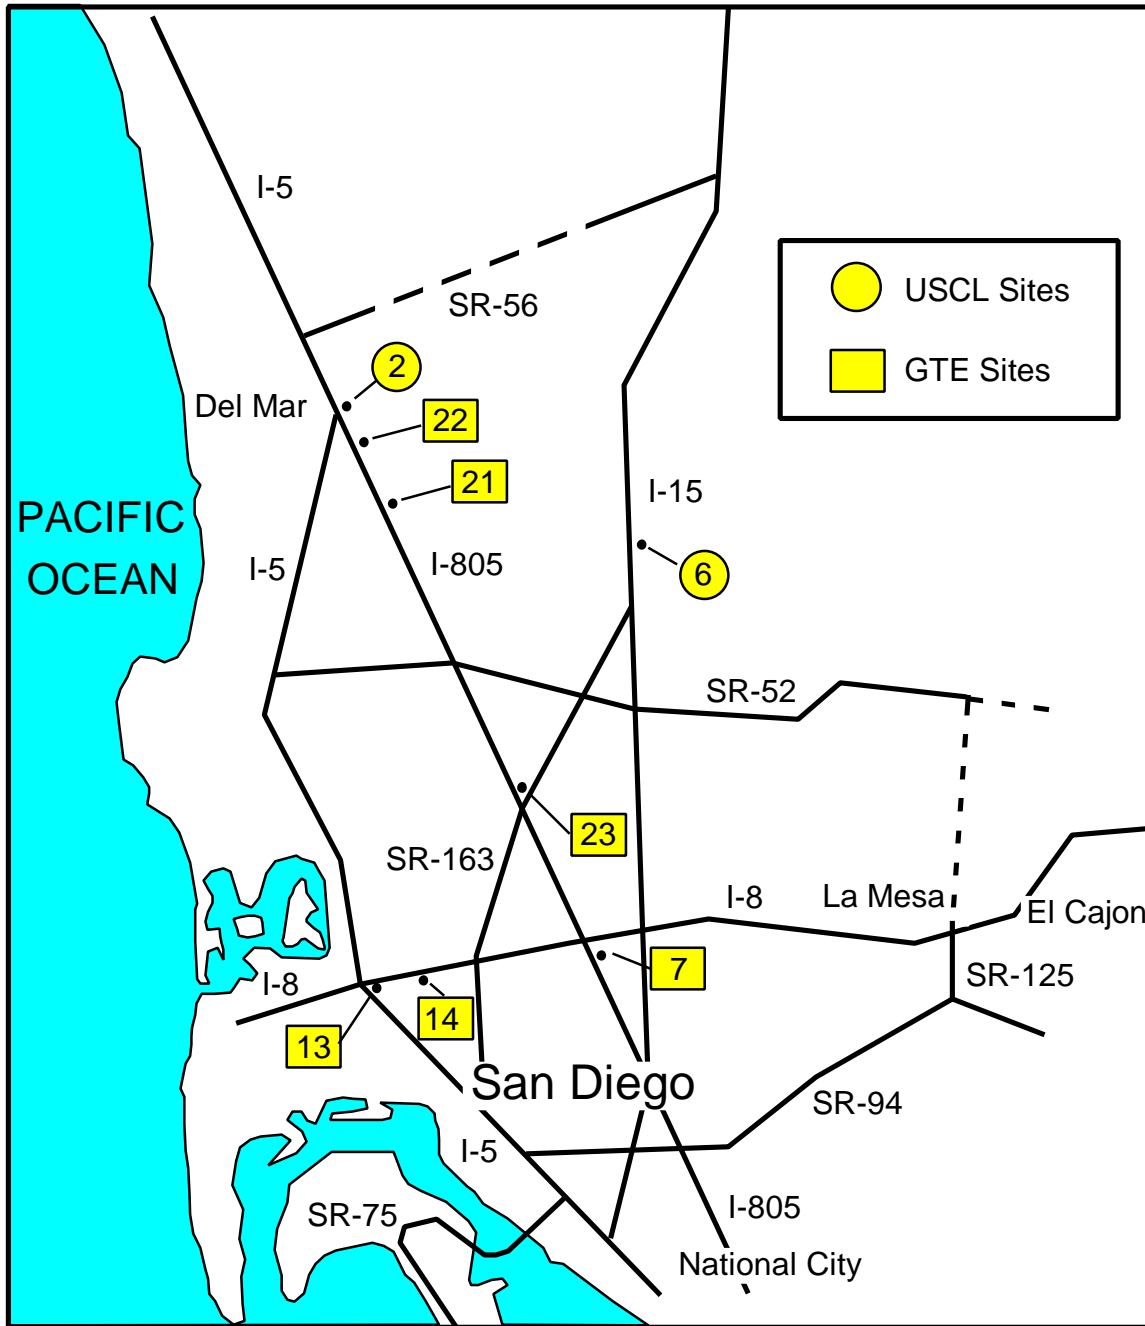 I-5
USCL Sites
SR-56
GTE Sites
2
Del Mar
22
21
I-15
PACIFIC
OCEAN
I-5
I-805
6
SR-52
23
SR-163
I-8
La Mesa
El Cajon
7
SR-125
I-8
14
13
San Diego
SR-94
I-5
I-805
SR-75
National City